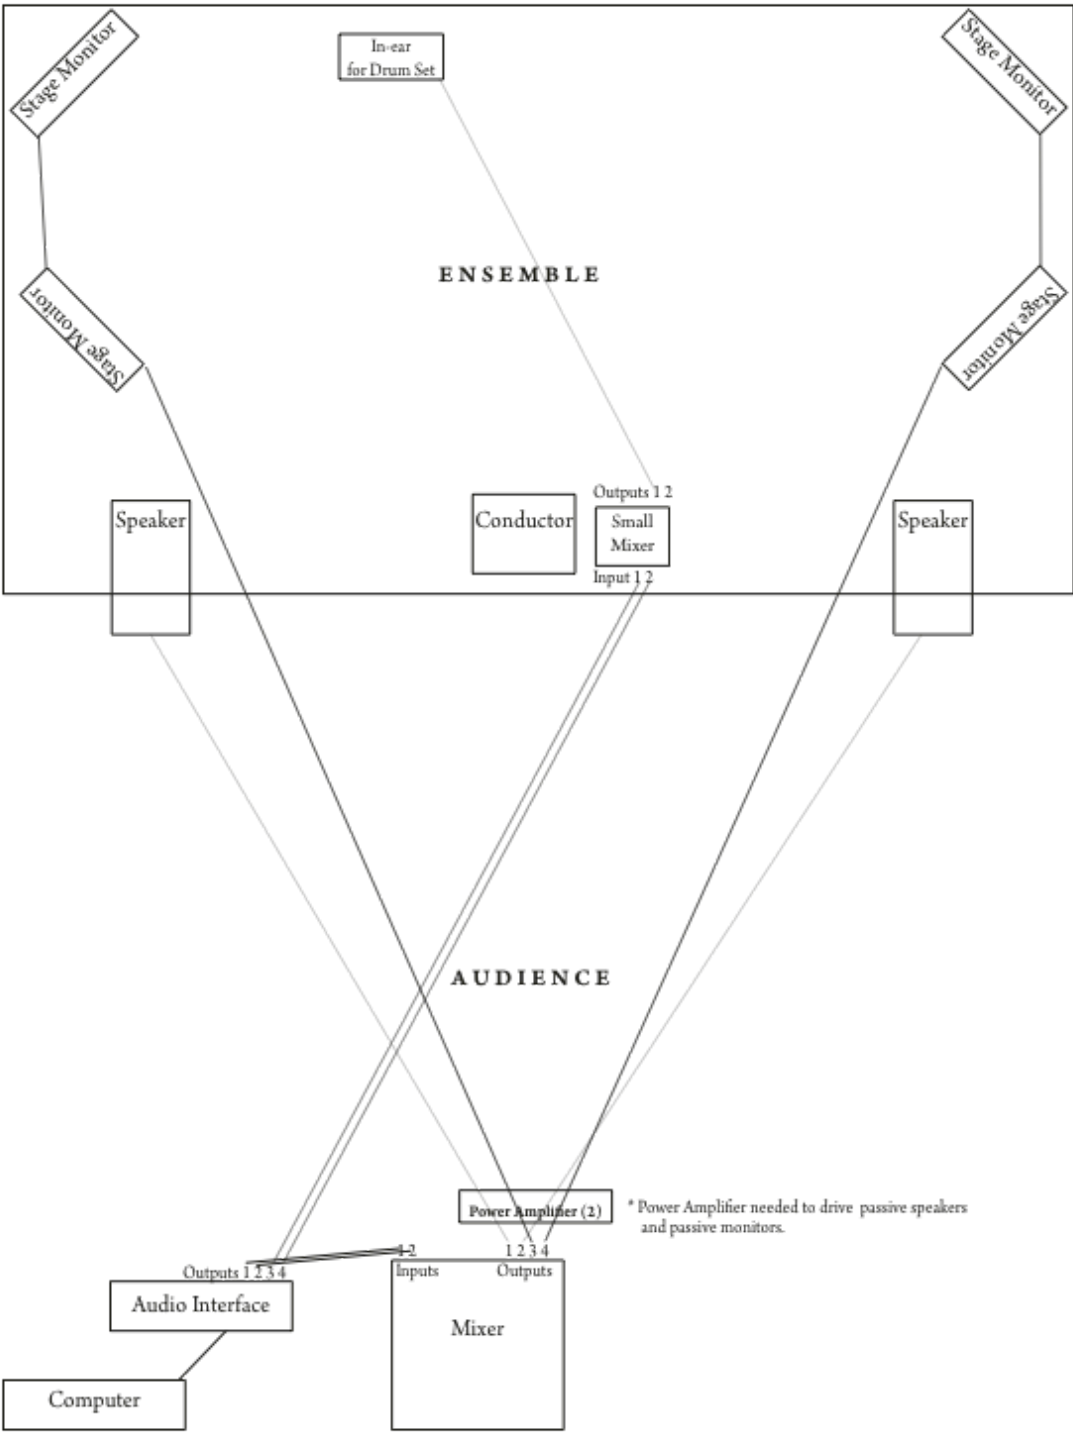 Stage Monitor
In-ear
for Drum Set
Stage Monitor
ENSEMBLE
Stage Monitor
Stage Monitor
Outputs 1 2
Speaker
Conductor
Small
Mixer
Speaker
Input 1 2
AUDIENCE
Power Amplifier (2)
* Power Amplifier needed to drive passive speakers
and passive monitors.
1 2
1 2 3 4
Outputs 1 2 3 4
Inputs
Outputs
Audio Interface
Mixer
Computer